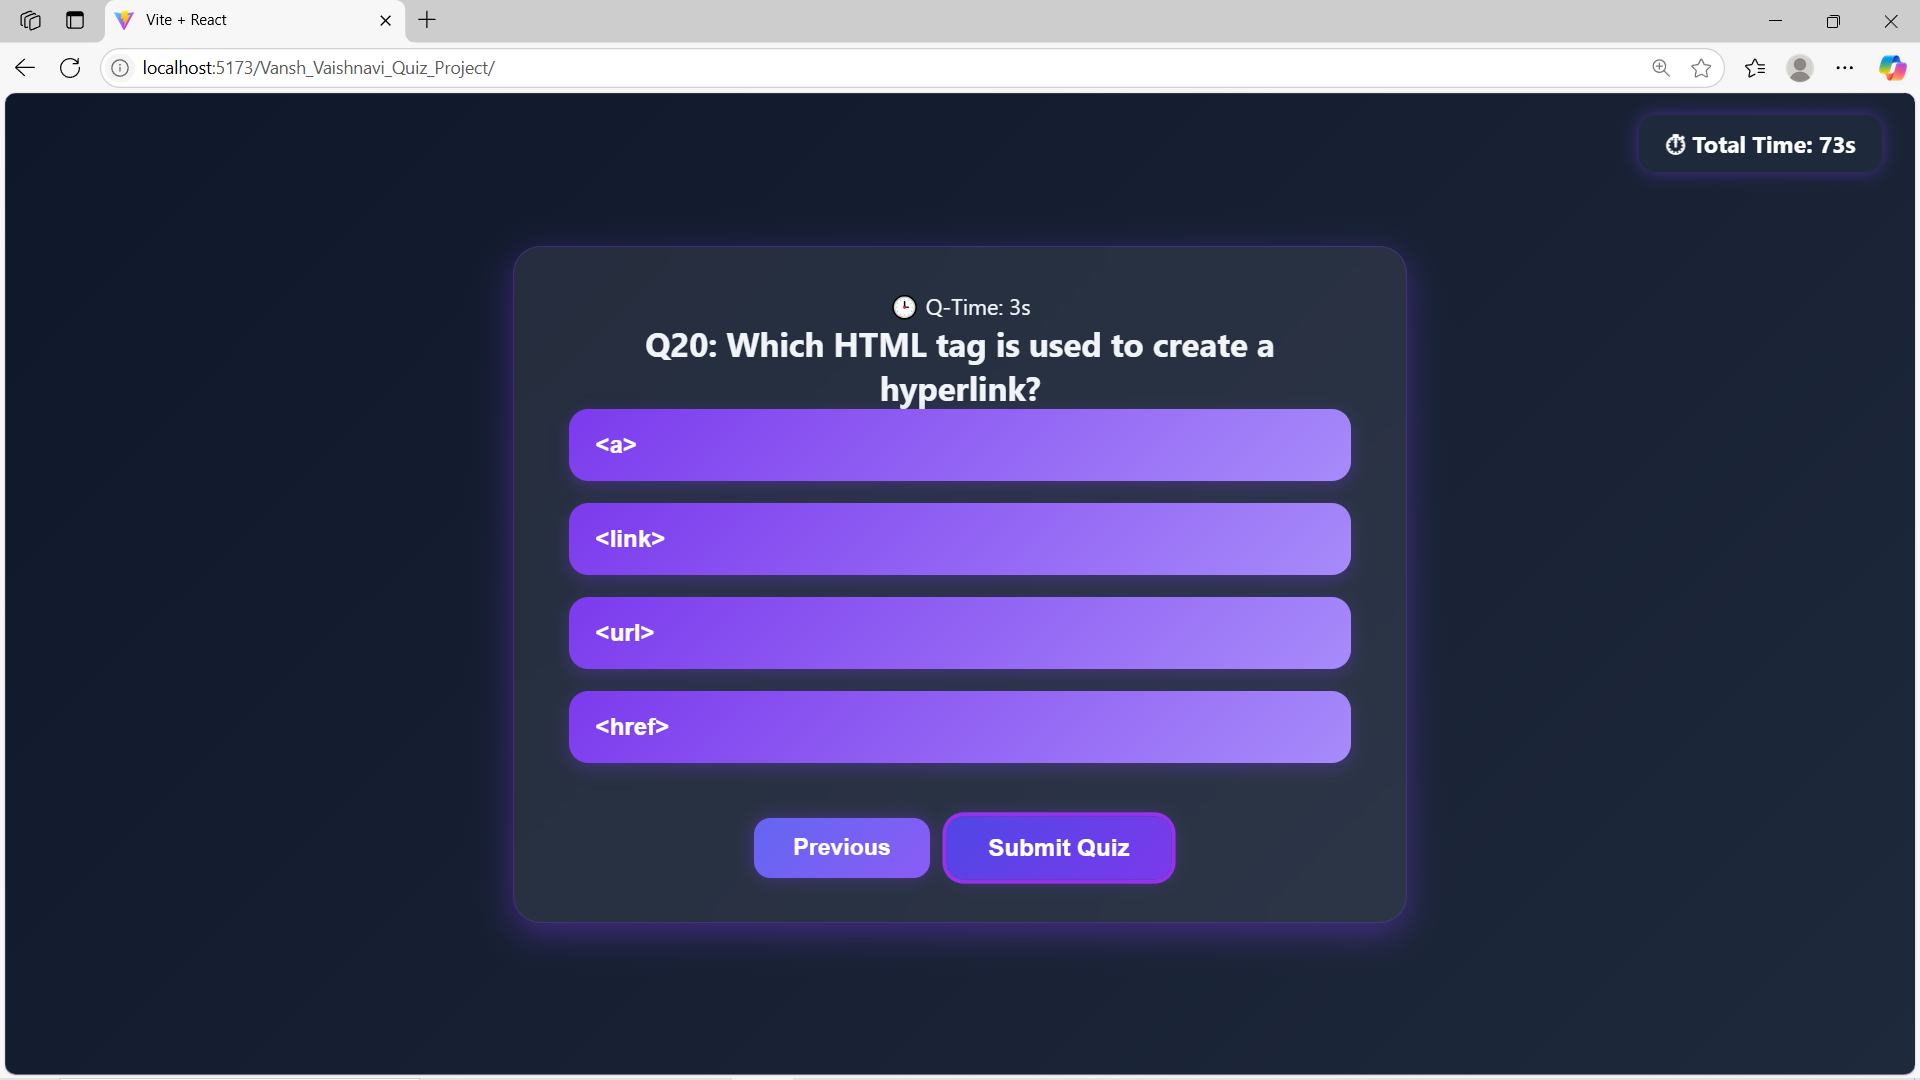 Vite + React
localhost:5173/Vansh_Vaishnavi_Quiz_Project/
Total Time: 73s
Q-Time: 3s
Q20: Which HTML tag is used to create a
hyperlink?
<a>
<link>
<url>
<href>
Previous
Submit Quiz